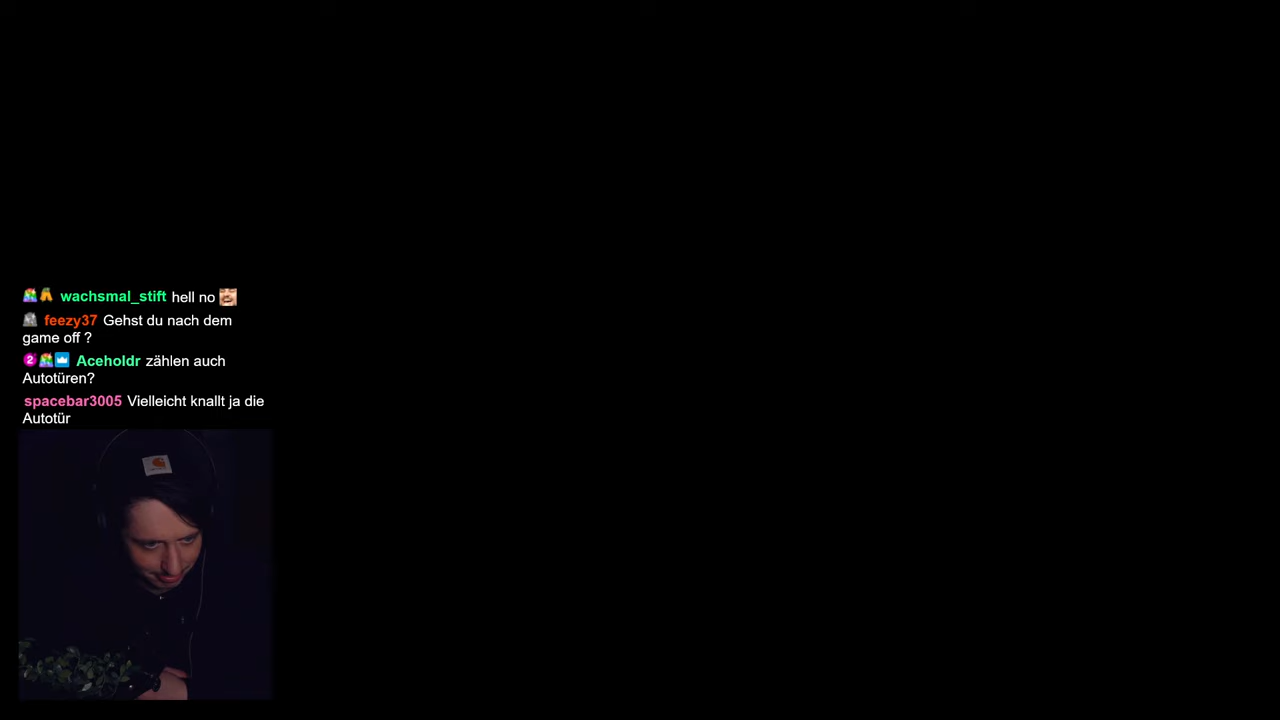 wachsmal_stift hell no
feezy37 Gehst du nach dem
game off ?
2 Aceholdr zählen auch
Autotüren?
spacebar3005 Vielleicht knallt ja die
Autotür